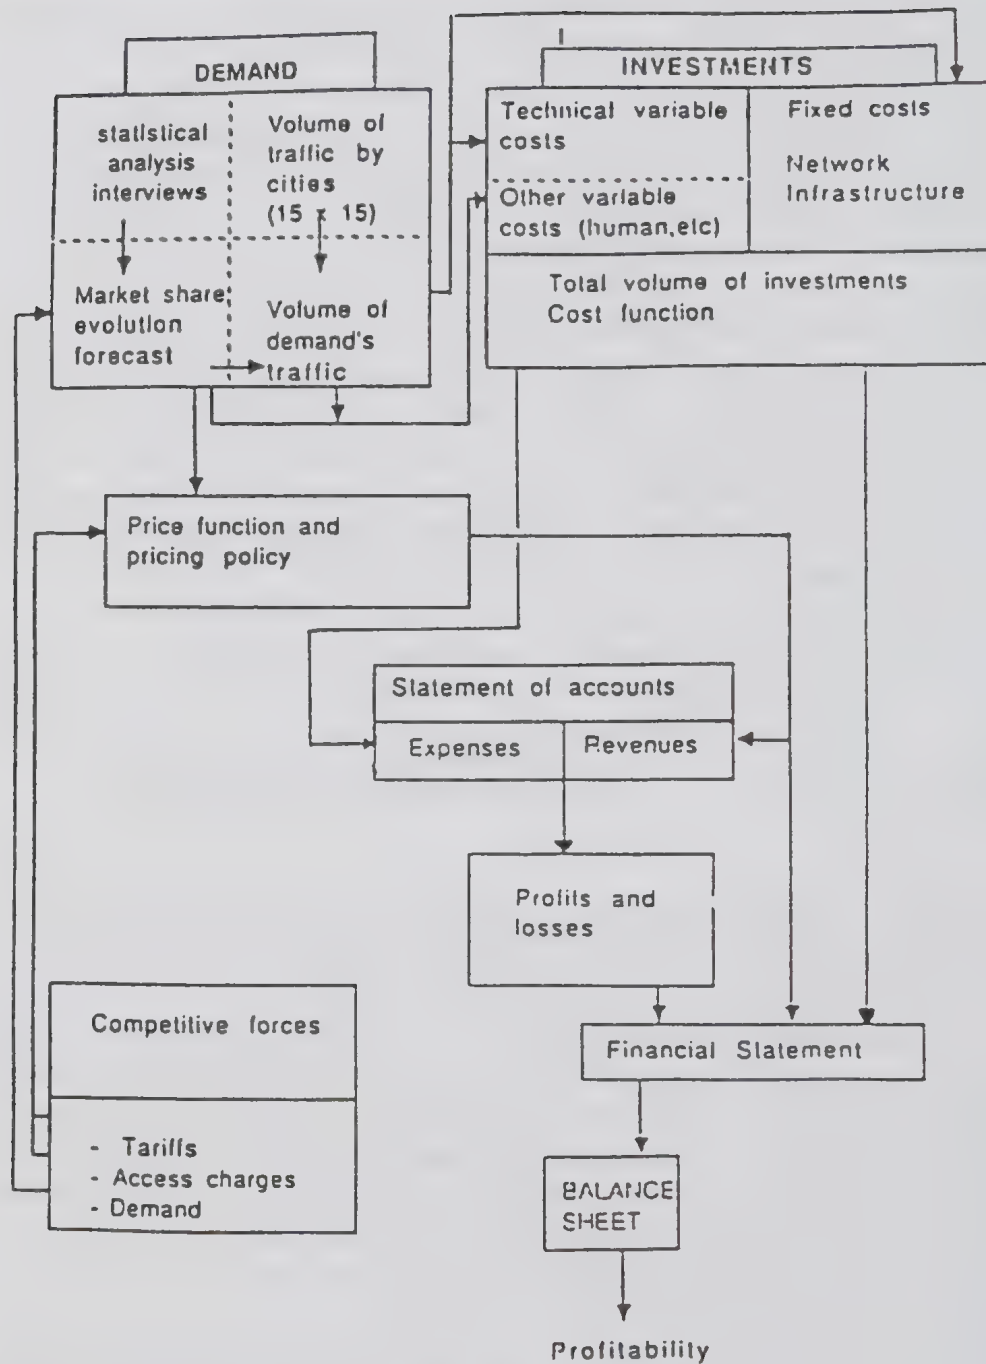 DEMAND
statistical
analysis
interviews
Volume of
traffic by
cities
(15 x 15)
Market share
evolution
forecast
Volume of
demand's
traffic
INVESTMENTS
Technical variable
costs
Other variable
costs (human,etc)
Fixed costs
Network
Infrastructure
Total volume of investments
Cost function
Price function and
pricing policy
Statement of accounts
Expenses
Revenues
Profits and
losses
Competitive forces
- Tariffs
- Access charges
- Demand
Financial Statement
BALANCE
SHEET
Profitability